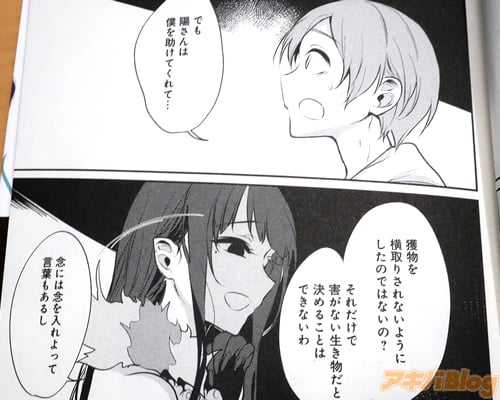 でも
陽さんは
僕を助けてくれて…
獲物を
横取りされないように
したのではないの?
それだけで
害がない生き物だと
決めることは
できないわ
念には念を入れよって
言葉もあるし
アキバBlog